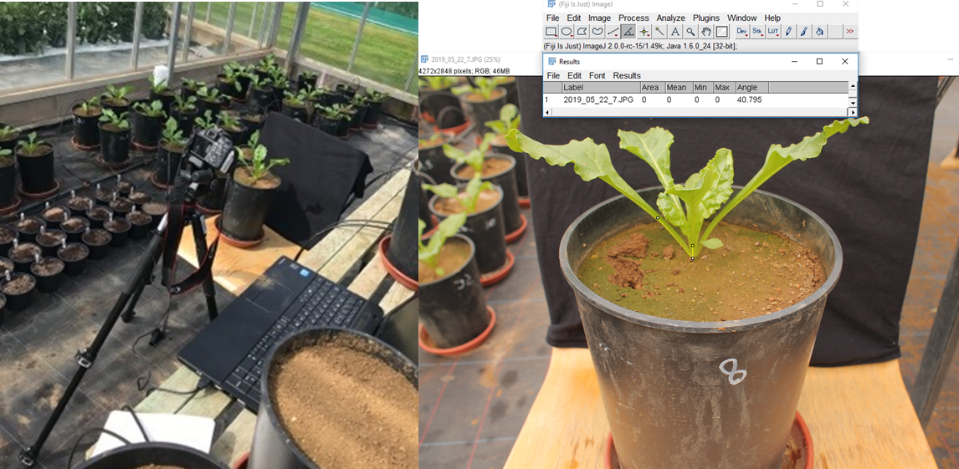 (Fiji Is Just) ImageJ
File Edit Image Process Analyze Plugins Window Help
Dev Stk LUT >>
(Fiji Is Just) ImageJ 2.0.0-rc-15/1.49k; Java 1.6.0_24 [32-bit];
2019_05_22_7.JPG (25%)
4272x2848 pixels; RGB; 46MB
Results
File Edit Font Results
Label Area Mean Min Max Angle
1 2019_05_22_7.JPG 0 0 0 0 40.795
8